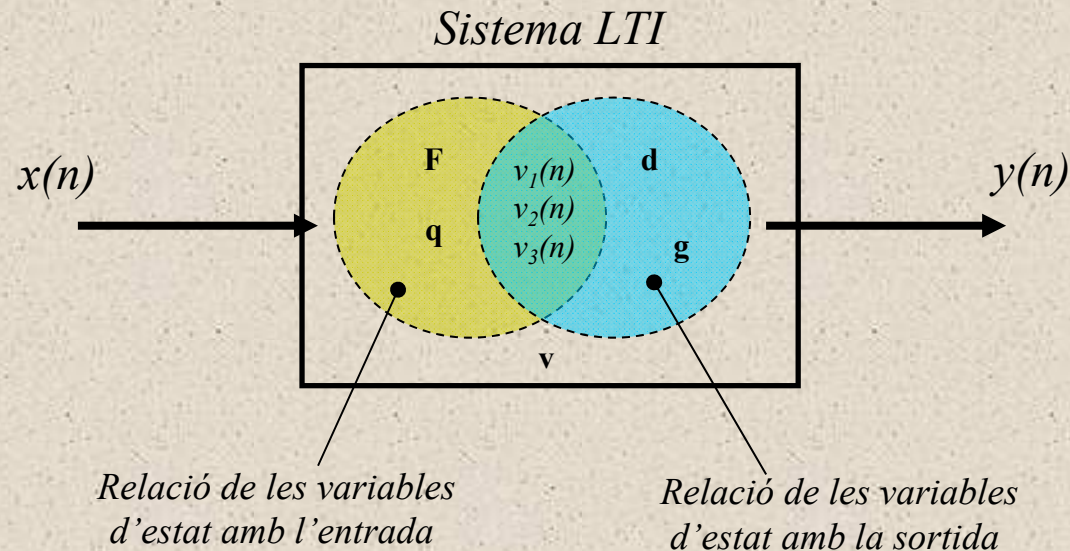 Sistema LTI
x(n)
F
q
v₁(n)
v₂(n)
v₃(n)
d
g
y(n)
v
Relació de les variables
d’estat amb l’entrada
Relació de les variables
d’estat amb la sortida